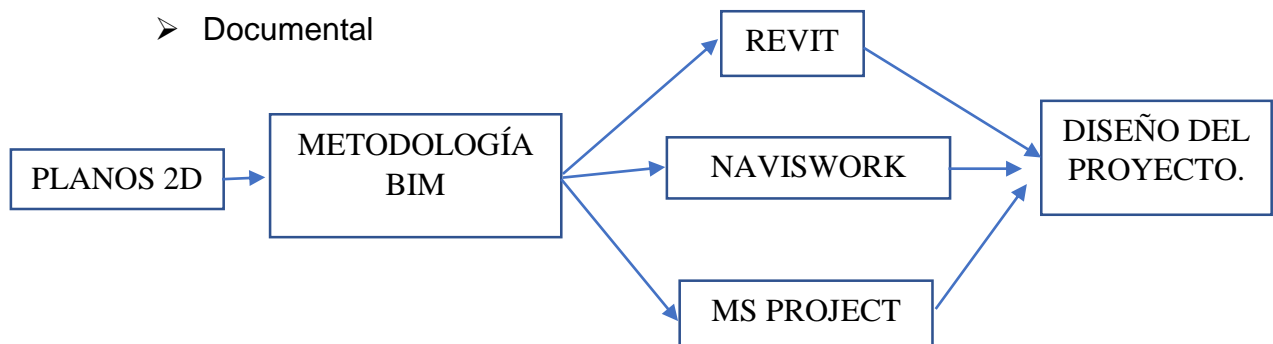 ➢ Documental
PLANOS 2D
METODOLOGÍA
BIM
REVIT
NAVISWORK
MS PROJECT
DISEÑO DEL
PROYECTO.